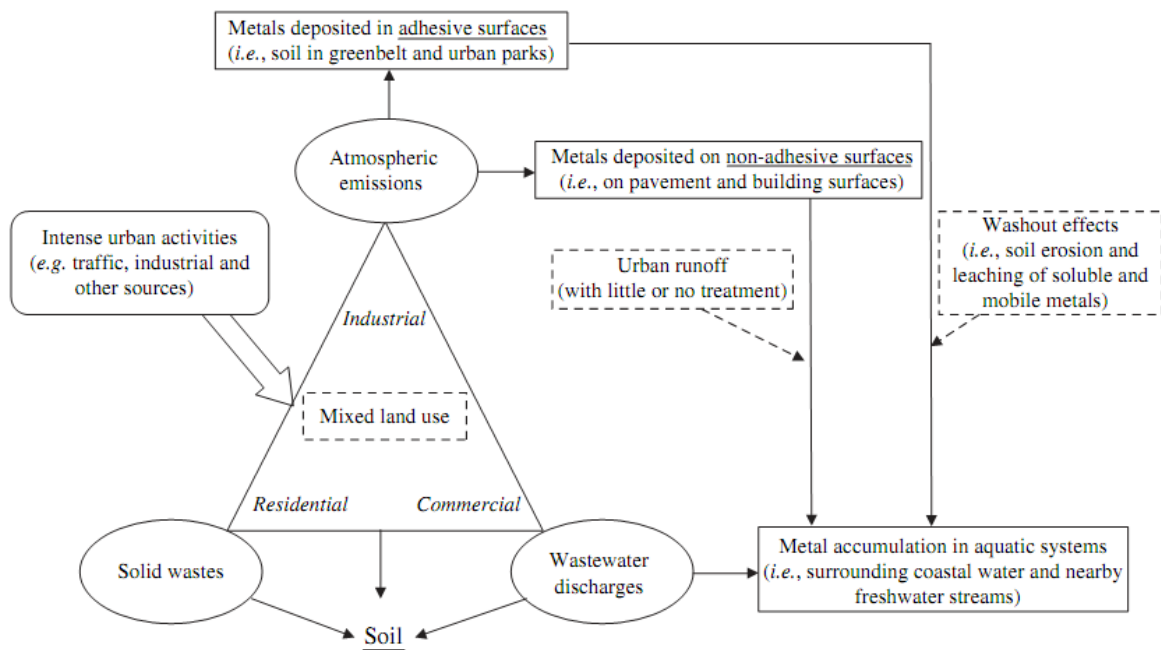 Metals deposited in adhesive surfaces
(i.e., soil in greenbelt and urban parks)
Atmospheric
emissions
Metals deposited on non-adhesive surfaces
(i.e., on pavement and building surfaces)
Intense urban activities
(e.g. traffic, industrial and
other sources)
Urban runoff
(with little or no treatment)
Washout effects
(i.e., soil erosion and
leaching of soluble and
mobile metals)
Industrial
Mixed land use
Residential
Commercial
Solid wastes
Wastewater
discharges
Metal accumulation in aquatic systems
(i.e., surrounding coastal water and nearby
freshwater streams)
Soil